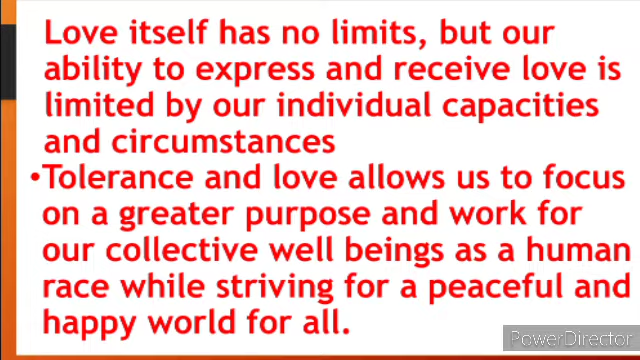 Love itself has no limits, but our
ability to express and receive love is
limited by our individual capacities
and circumstances
•Tolerance and love allows us to focus
on a greater purpose and work for
our collective well beings as a human
race while striving for a peaceful and
happy world for all.
PowerDirector